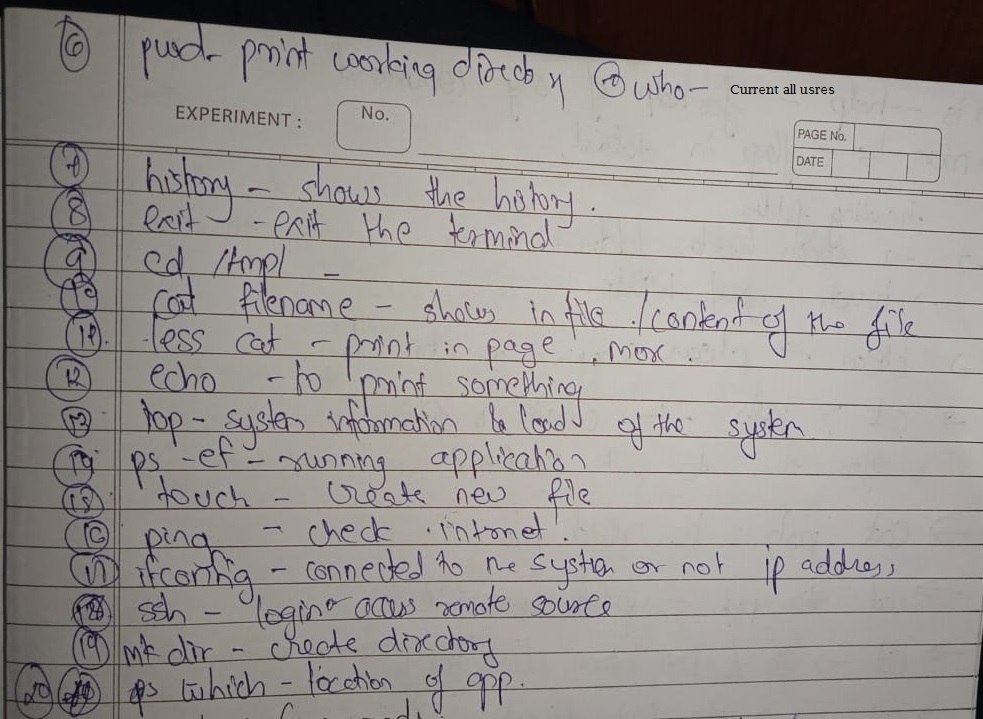 6 pwd - print working directory 7 who - Current all usres
EXPERIMENT : No.
PAGE No.
DATE
7 history - shows the history.
8 exit - exit the terminal
9 cd /tmp/ -
10 cat filename - shows in file / content of the file
11. less cat - print in page, more.
12 echo - to print something
13 top - system information & load of the system
14 ps -ef - running application
15 touch - create new file
16 ping - check internet.
17 ifconfig - connected to the system or not ip address
18 ssh - login or access remote source
19 mkdir - create directory
20 which - location of app.